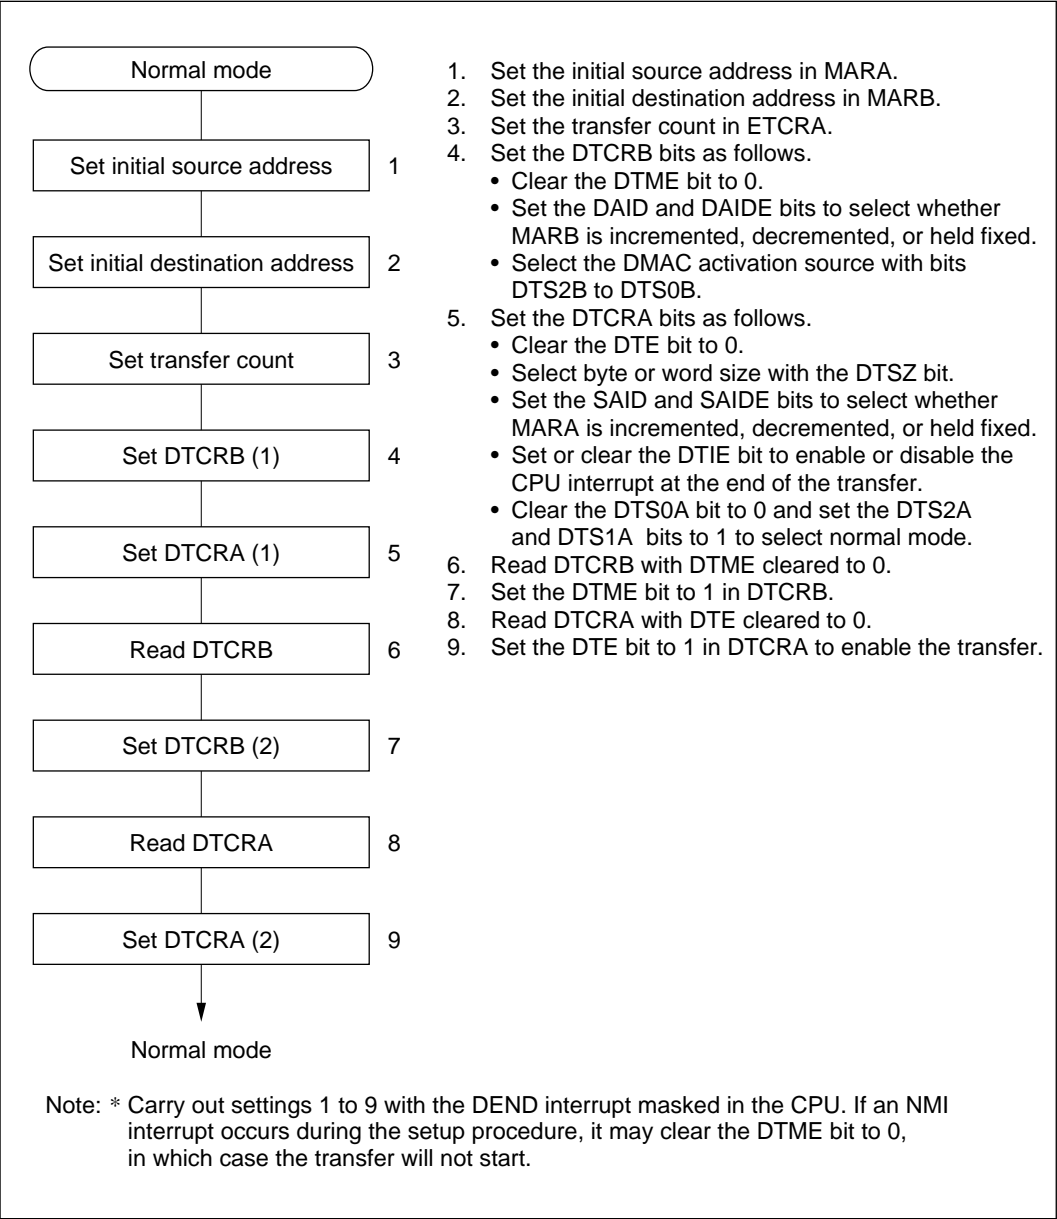 Normal mode
Set initial source address 1
Set initial destination address 2
Set transfer count 3
Set DTCRB (1) 4
Set DTCRA (1) 5
Read DTCRB 6
Set DTCRB (2) 7
Read DTCRA 8
Set DTCRA (2) 9
Normal mode
1. Set the initial source address in MARA.
2. Set the initial destination address in MARB.
3. Set the transfer count in ETCRA.
4. Set the DTCRB bits as follows.
• Clear the DTME bit to 0.
• Set the DAID and DAIDE bits to select whether
MARB is incremented, decremented, or held fixed.
• Select the DMAC activation source with bits
DTS2B to DTS0B.
5. Set the DTCRA bits as follows.
• Clear the DTE bit to 0.
• Select byte or word size with the DTSZ bit.
• Set the SAID and SAIDE bits to select whether
MARA is incremented, decremented, or held fixed.
• Set or clear the DTIE bit to enable or disable the
CPU interrupt at the end of the transfer.
• Clear the DTS0A bit to 0 and set the DTS2A
and DTS1A bits to 1 to select normal mode.
6. Read DTCRB with DTME cleared to 0.
7. Set the DTME bit to 1 in DTCRB.
8. Read DTCRA with DTE cleared to 0.
9. Set the DTE bit to 1 in DTCRA to enable the transfer.
Note: * Carry out settings 1 to 9 with the DEND interrupt masked in the CPU. If an NMI
interrupt occurs during the setup procedure, it may clear the DTME bit to 0,
in which case the transfer will not start.